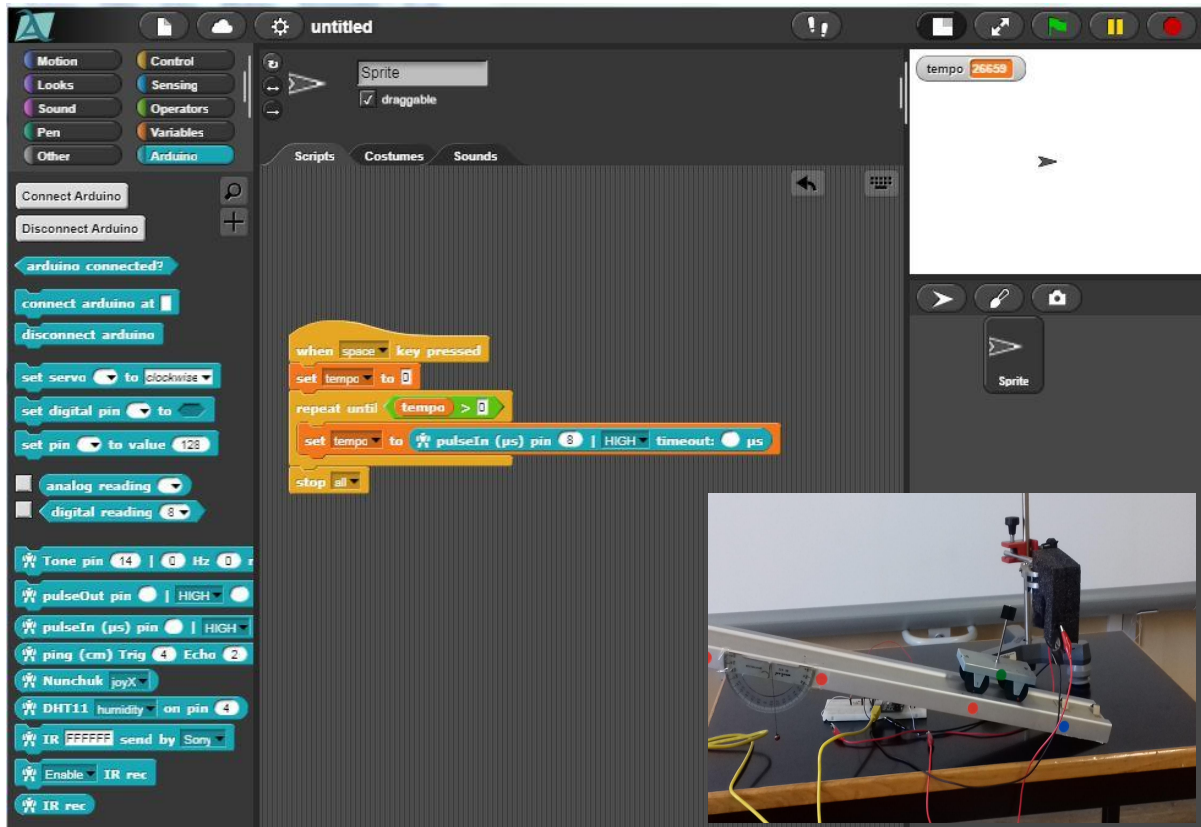 untitled
Motion
Control
Looks
Sensing
Sound
Operators
Pen
Variables
Other
Arduino
Connect Arduino
Disconnect Arduino
arduino connected?
connect arduino at
disconnect arduino
set servo to clockwise
set digital pin to
set pin to value 128
analog reading
digital reading 8
Tone pin 14 | 0 Hz 0
pulseOut pin | HIGH
pulseIn (µs) pin | HIGH
ping (cm) Trig 4 Echo 2
Nunchuk joyX
DHT11 humidity on pin 4
IR FFFFFF send by Sony
Enable IR rec
IR rec
Sprite
draggable
Scripts Costumes Sounds
when space key pressed
set tempo to 0
repeat until tempo > 0
set tempo to pulseIn (µs) pin 8 | HIGH timeout: µs
stop all
tempo 26659
Sprite